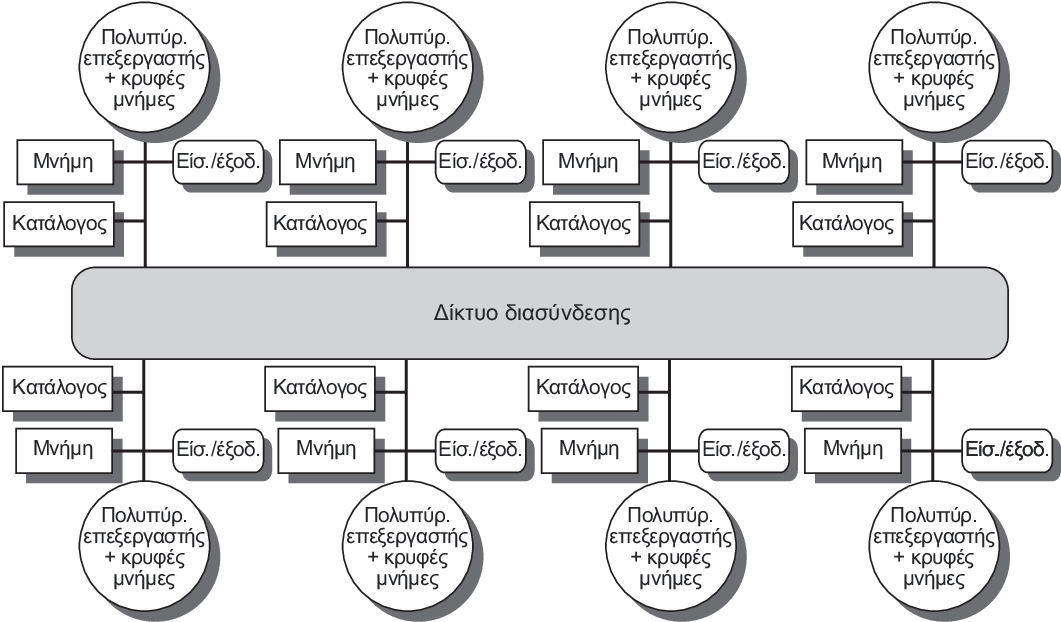 Πολυπύρ.
επεξεργαστής
+ κρυφές
μνήμες
Πολυπύρ.
επεξεργαστής
+ κρυφές
μνήμες
Πολυπύρ.
επεξεργαστής
+ κρυφές
μνήμες
Πολυπύρ.
επεξεργαστής
+ κρυφές
μνήμες
Μνήμη
Είσ./έξοδ.
Μνήμη
Είσ./έξοδ.
Μνήμη
Είσ./έξοδ.
Μνήμη
Είσ./έξοδ.
Κατάλογος
Κατάλογος
Κατάλογος
Κατάλογος
Δίκτυο διασύνδεσης
Κατάλογος
Κατάλογος
Κατάλογος
Κατάλογος
Μνήμη
Είσ./έξοδ.
Μνήμη
Είσ./έξοδ.
Μνήμη
Είσ./έξοδ.
Μνήμη
Είσ./έξοδ.
Πολυπύρ.
επεξεργαστής
+ κρυφές
μνήμες
Πολυπύρ.
επεξεργαστής
+ κρυφές
μνήμες
Πολυπύρ.
επεξεργαστής
+ κρυφές
μνήμες
Πολυπύρ.
επεξεργαστής
+ κρυφές
μνήμες